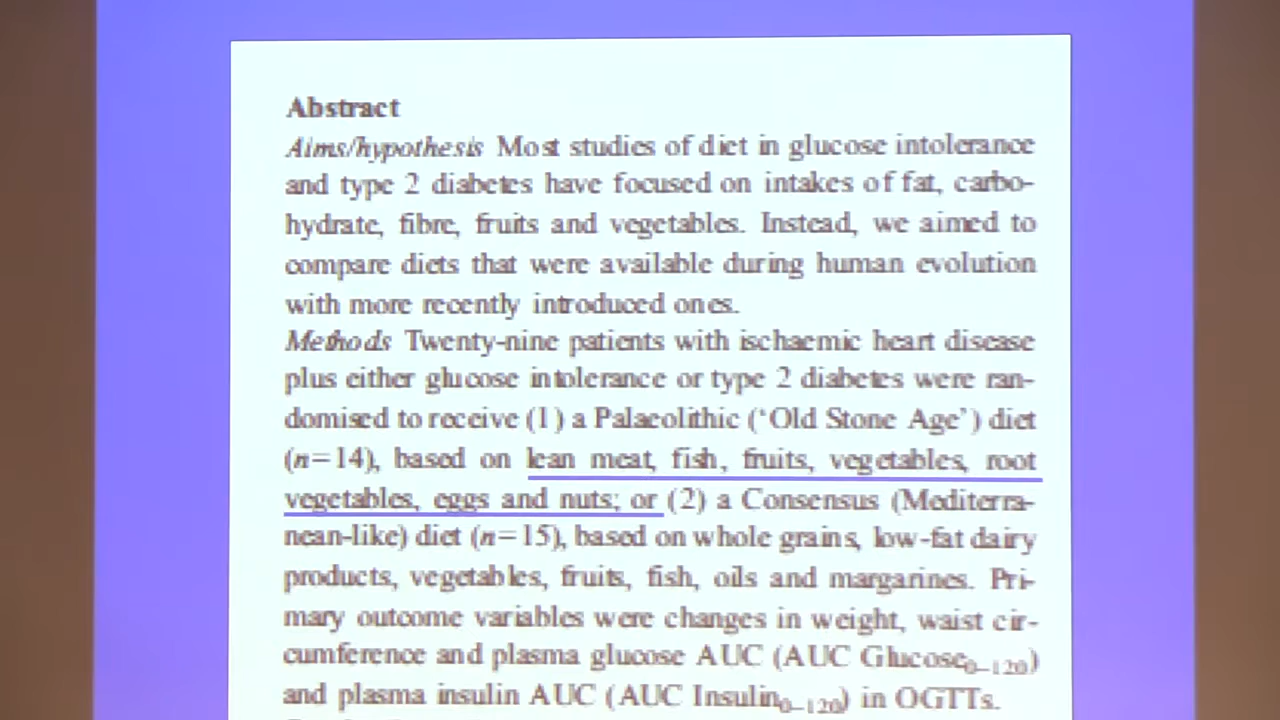 Abstract
Aims/hypothesis Most studies of diet in glucose intolerance
and type 2 diabetes have focused on intakes of fat, carbo-
hydrate, fibre, fruits and vegetables. Instead, we aimed to
compare diets that were available during human evolution
with more recently introduced ones.
Methods Twenty-nine patients with ischaemic heart disease
plus either glucose intolerance or type 2 diabetes were ran-
domised to receive (1) a Palaeolithic (‘Old Stone Age’) diet
(n=14), based on lean meat, fish, fruits, vegetables, root
vegetables, eggs and nuts; or (2) a Consensus (Mediterra-
nean-like) diet (n=15), based on whole grains, low-fat dairy
products, vegetables, fruits, fish, oils and margarines. Pri-
mary outcome variables were changes in weight, waist cir-
cumference and plasma glucose AUC (AUC Glucose0–120)
and plasma insulin AUC (AUC Insulin0–120) in OGTTs.